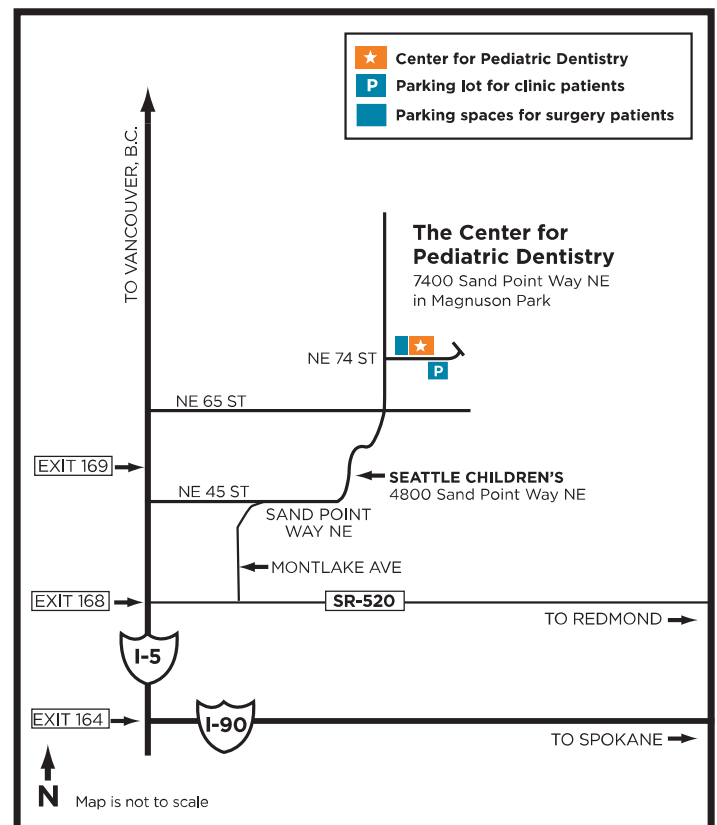 Center for Pediatric Dentistry
P Parking lot for clinic patients
Parking spaces for surgery patients
TO VANCOUVER, B.C.
The Center for
Pediatric Dentistry
7400 Sand Point Way NE
in Magnuson Park
NE 74 ST
P
NE 65 ST
EXIT 169
SEATTLE CHILDREN'S
4800 Sand Point Way NE
NE 45 ST
SAND POINT
WAY NE
MONTLAKE AVE
EXIT 168
SR-520
TO REDMOND
I-5
EXIT 164
I-90
TO SPOKANE
N
Map is not to scale